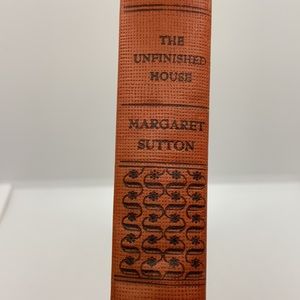 THE
UNFINISHED
HOUSE
MARGARET
SUTTON